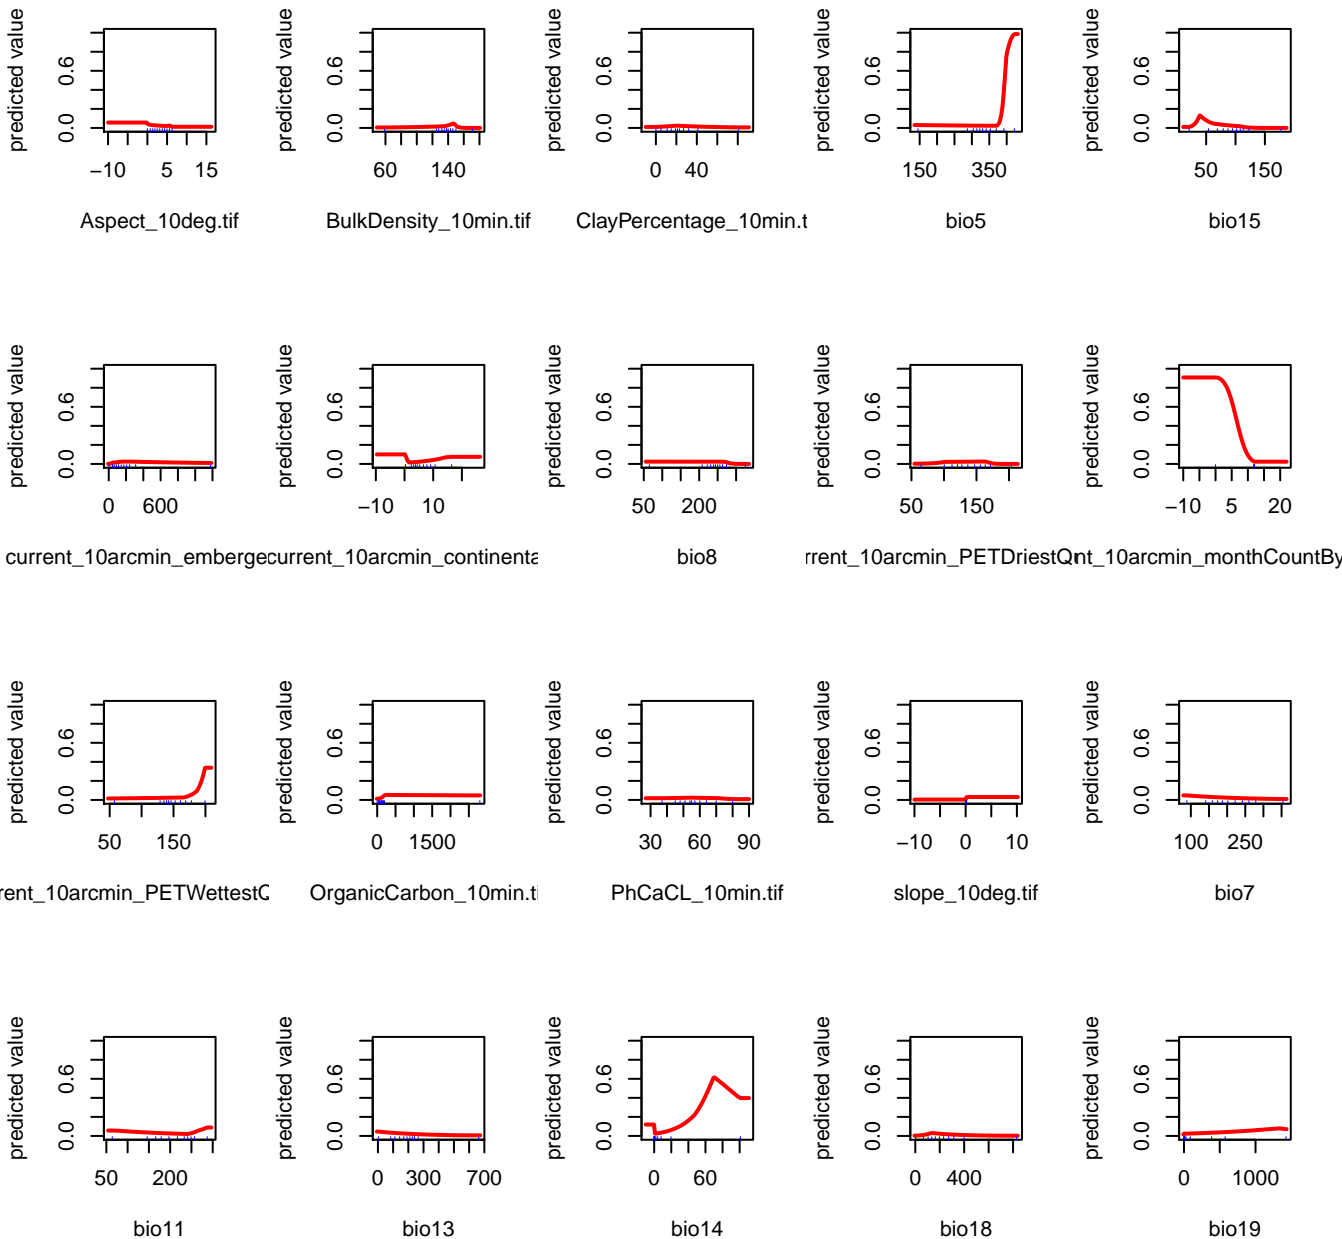 predicted value predicted value predicted value predicted value predicted value
0.0 0.6 0.0 0.6 0.0 0.6 0.0 0.6 0.0 0.6
−10 5 15 60 140 0 40 150 350 50 150
Aspect_10deg.tif BulkDensity_10min.tif ClayPercentage_10min.t bio5 bio15
predicted value predicted value predicted value predicted value predicted value
0.0 0.6 0.0 0.6 0.0 0.6 0.0 0.6 0.0 0.6
0 600 −10 10 50 200 50 150 −10 5 20
current_10arcmin_emberge current_10arcmin_continenta bio8 rrent_10arcmin_PETDriestQu nt_10arcmin_monthCountBy
predicted value predicted value predicted value predicted value predicted value
0.0 0.6 0.0 0.6 0.0 0.6 0.0 0.6 0.0 0.6
50 150 0 1500 30 60 90 −10 0 10 100 250
rent_10arcmin_PETWettestQ OrganicCarbon_10min.ti PhCaCL_10min.tif slope_10deg.tif bio7
predicted value predicted value predicted value predicted value predicted value
0.0 0.6 0.0 0.6 0.0 0.6 0.0 0.6 0.0 0.6
50 200 0 300 700 0 60 0 400 0 1000
bio11 bio13 bio14 bio18 bio19